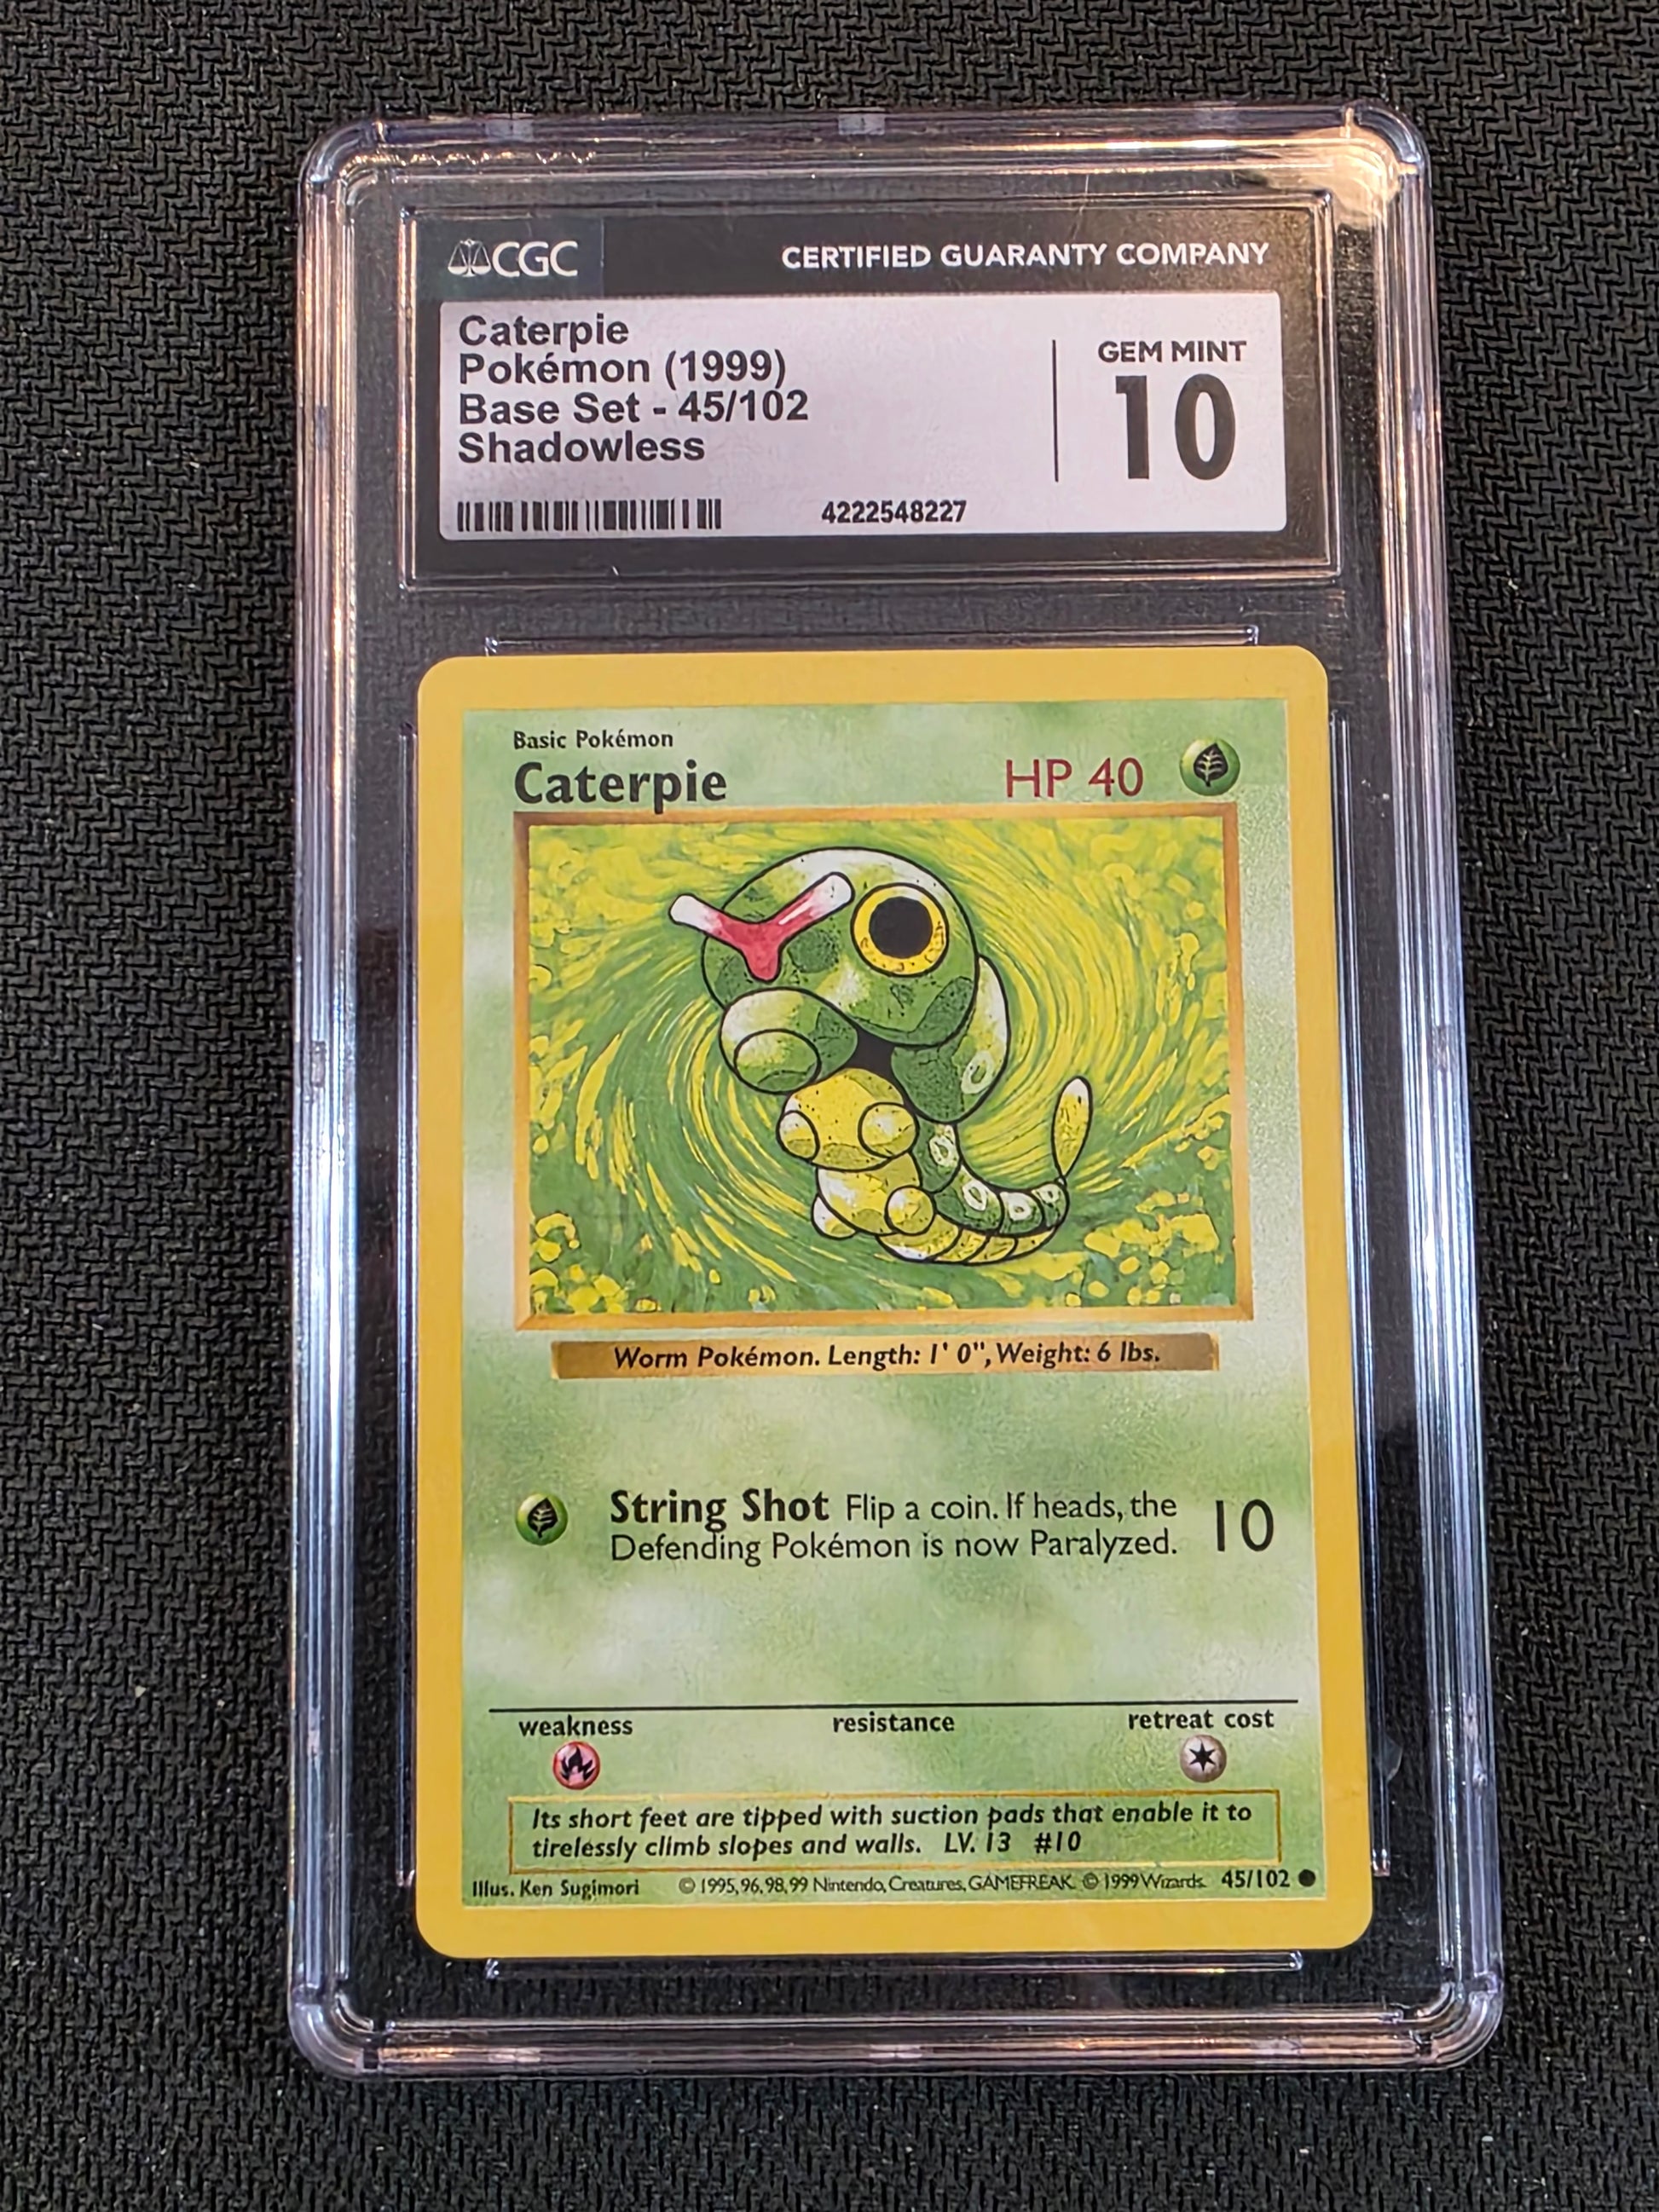 CGC CERTIFIED GUARANTY COMPANY
Caterpie
Pokémon (1999)
Base Set - 45/102
Shadowless
GEM MINT
10
4222548227
Basic Pokémon
Caterpie HP 40
Worm Pokémon. Length: 1' 0", Weight: 6 lbs.
String Shot Flip a coin. If heads, the
Defending Pokémon is now Paralyzed. 10
weakness resistance retreat cost
Its short feet are tipped with suction pads that enable it to
tirelessly climb slopes and walls. LV. 13 #10
Illus. Ken Sugimori © 1995, 96, 98, 99 Nintendo, Creatures, GAMEFREAK. © 1999 Wizards. 45/102